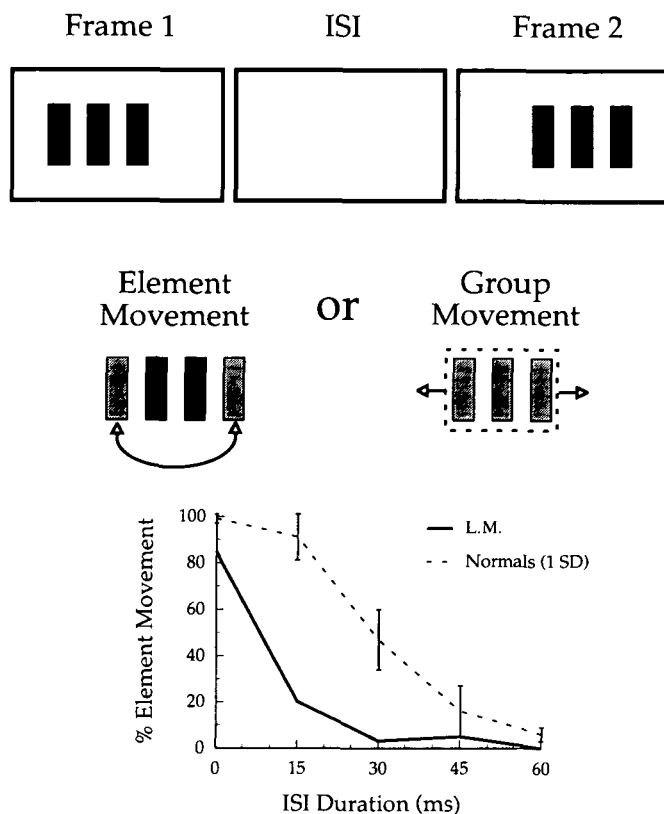 Frame 1 ISI Frame 2
Element Movement or Group Movement
100
80
60
40
20
0
% Element Movement
L.M.
Normals (1 SD)
0 15 30 45 60
ISI Duration (ms)